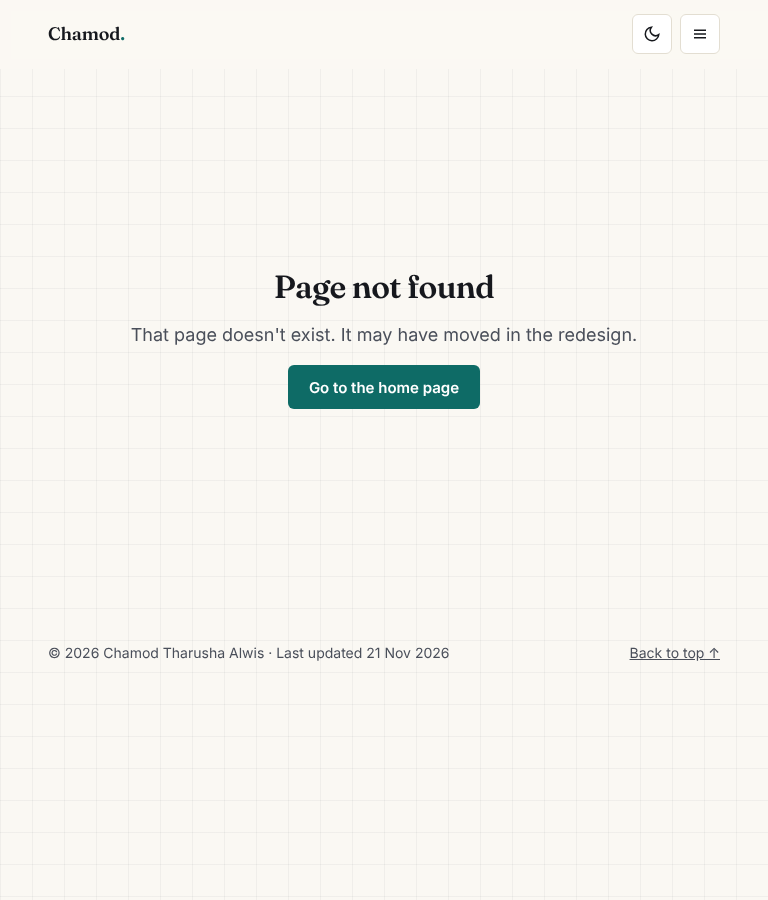 Chamod.
Page not found
That page doesn't exist. It may have moved in the redesign.
Go to the home page
© 2026 Chamod Tharusha Alwis · Last updated 21 Nov 2026
Back to top ↑